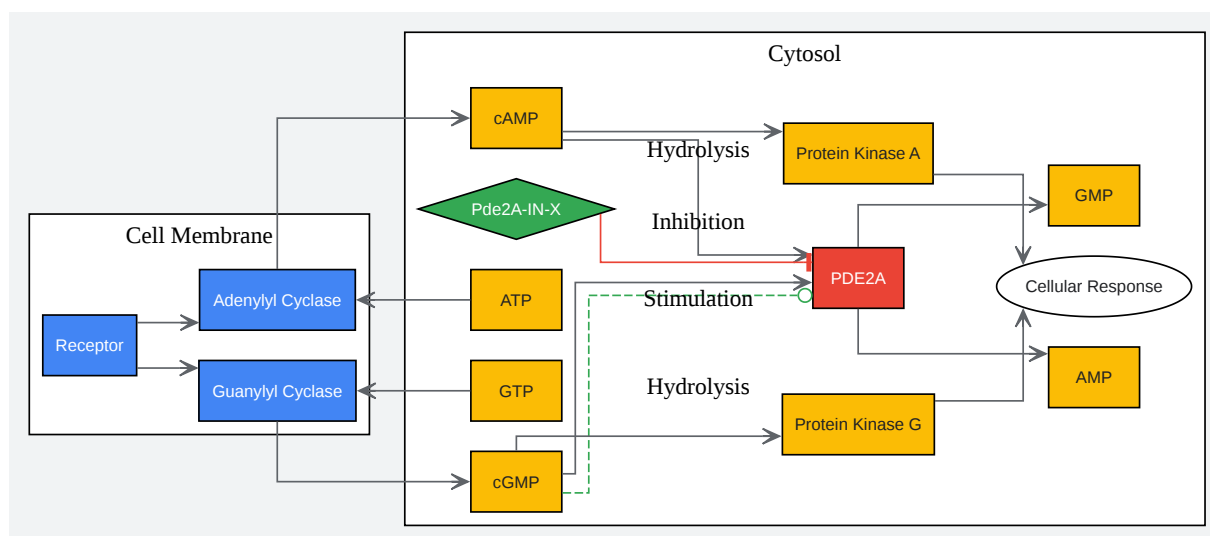 Cytosol
cAMP
Hydrolysis
Protein Kinase A
GMP
Pde2A-IN-X
Inhibition
Cell Membrane
Adenylyl Cyclase
ATP
Stimulation
PDE2A
Cellular Response
Receptor
Guanylyl Cyclase
GTP
Hydrolysis
AMP
Protein Kinase G
cGMP